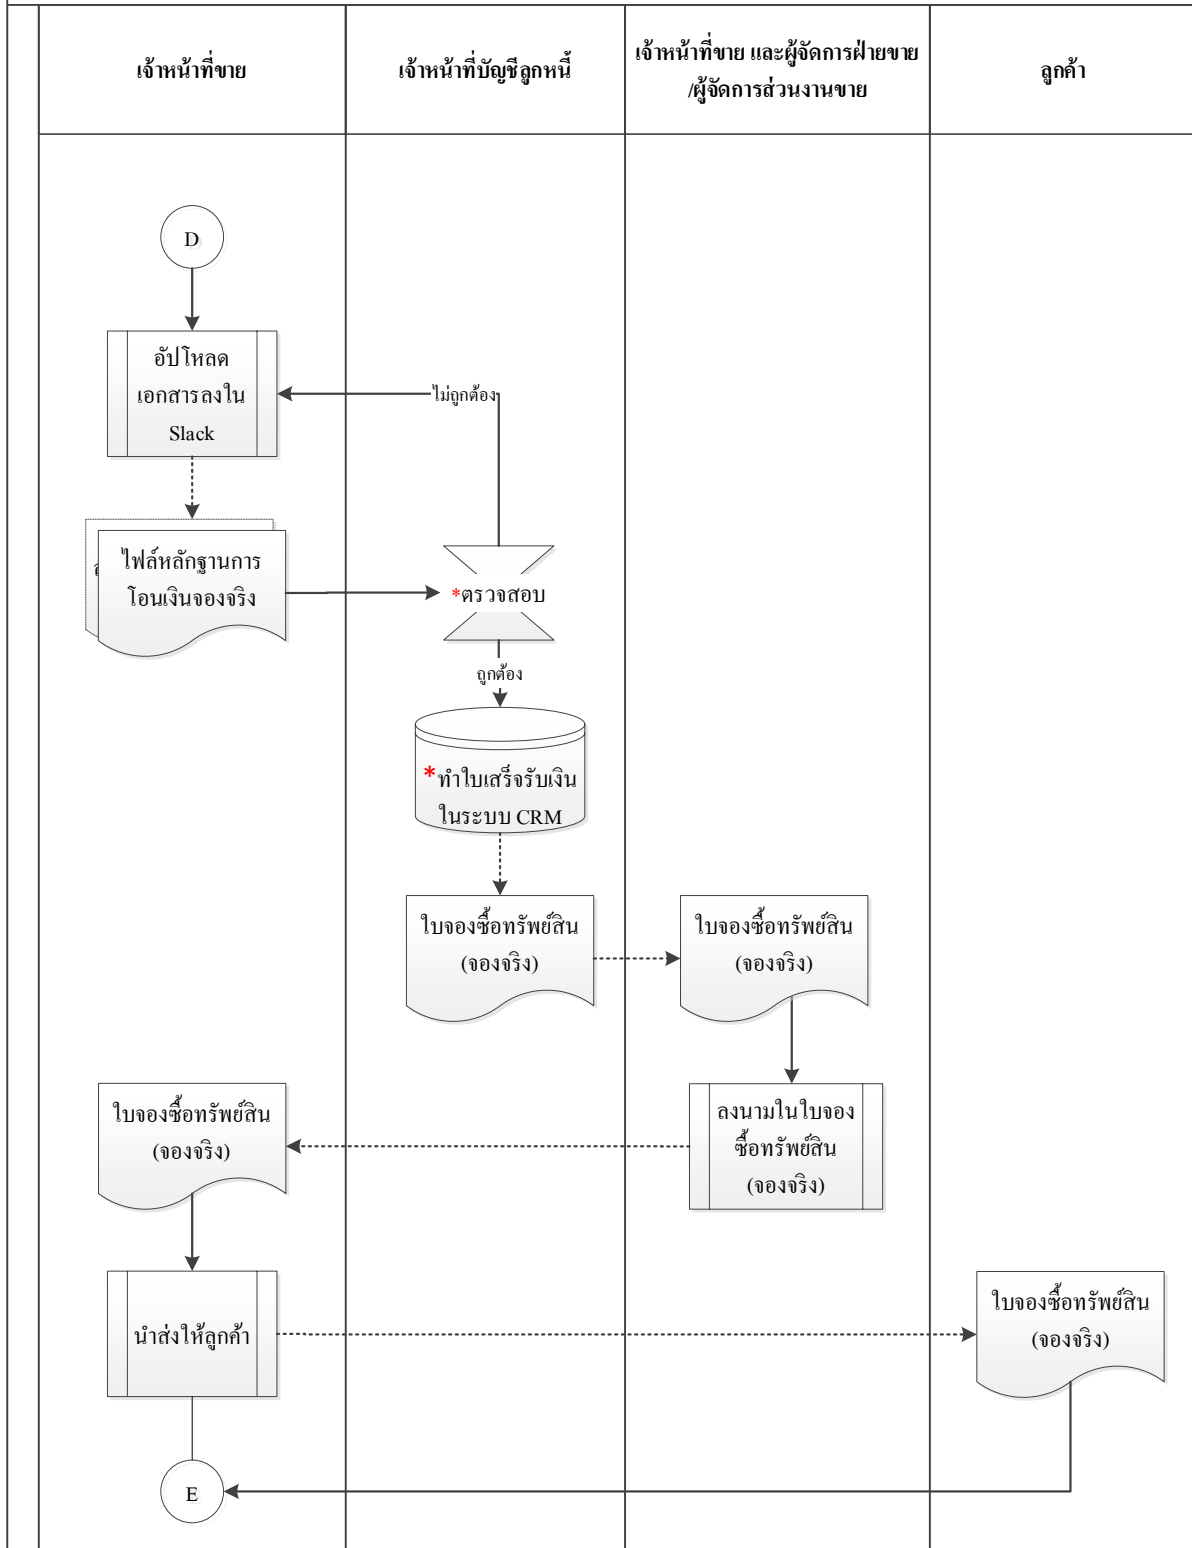 เจ้าหน้าที่ขาย
เจ้าหน้าที่บัญชีลูกหนี้
เจ้าหน้าที่ขาย และผู้จัดการฝ่ายขาย
/ผู้จัดการส่วนงานขาย
ลูกค้า
D
อัปโหลด
เอกสารลงใน
Slack
ไม่ถูกต้อง
ไฟล์หลักฐานการ
โอนเงินจองจริง
*ตรวจสอบ
ถูกต้อง
*ทำใบเสร็จรับเงิน
ในระบบ CRM
ใบจองซื้อทรัพย์สิน
(จองจริง)
ใบจองซื้อทรัพย์สิน
(จองจริง)
ลงนามในใบจอง
ซื้อทรัพย์สิน
(จองจริง)
ใบจองซื้อทรัพย์สิน
(จองจริง)
นำส่งให้ลูกค้า
ใบจองซื้อทรัพย์สิน
(จองจริง)
E